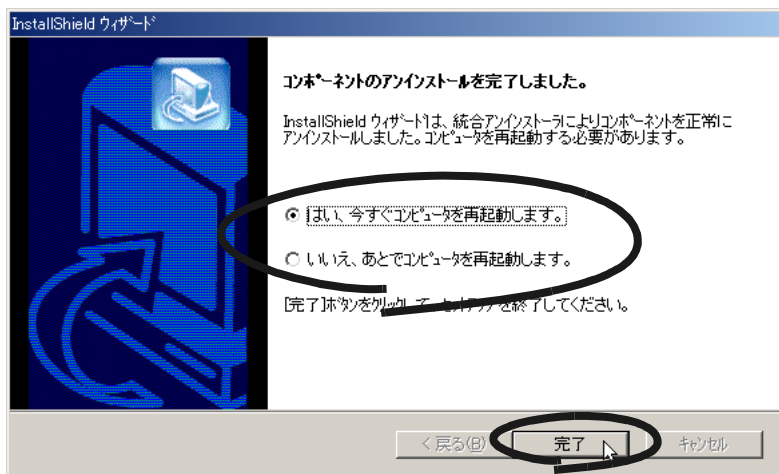 InstallShield ウィザード
コンポーネントのアンインストールを完了しました。
InstallShield ウィザードは、統合アンインストーラによりコンポーネントを正常に
アンインストールしました。コンピュータを再起動する必要があります。
はい、今すぐコンピュータを再起動します。
いいえ、あとでコンピュータを再起動します。
[完了]ボタンをクリックして、セットアップを終了してください。
< 戻る(B)
完了
キャンセル